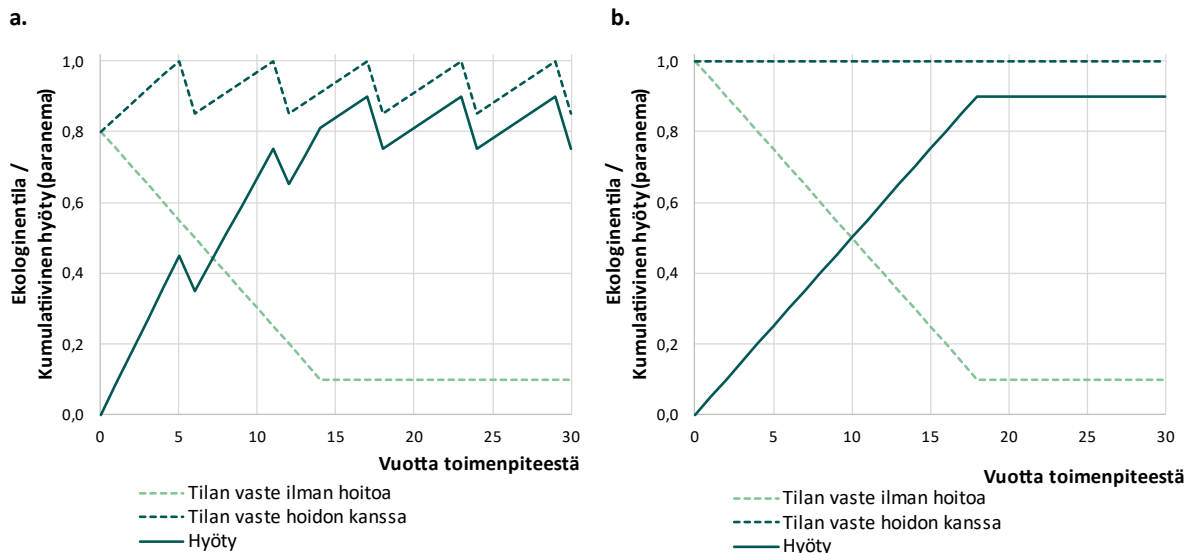 a.
Ekologinen tila /
Kumulatiivinen hyöty (paranema)
1,0
0,8
0,6
0,4
0,2
0,0
0 5 10 15 20 25 30
Vuotta toimenpiteestä
Tilan vaste ilman hoitoa
Tilan vaste hoidon kanssa
Hyöty
b.
Ekologinen tila /
Kumulatiivinen hyöty (paranema)
1,0
0,8
0,6
0,4
0,2
0,0
0 5 10 15 20 25 30
Vuotta toimenpiteestä
Tilan vaste ilman hoitoa
Tilan vaste hoidon kanssa
Hyöty